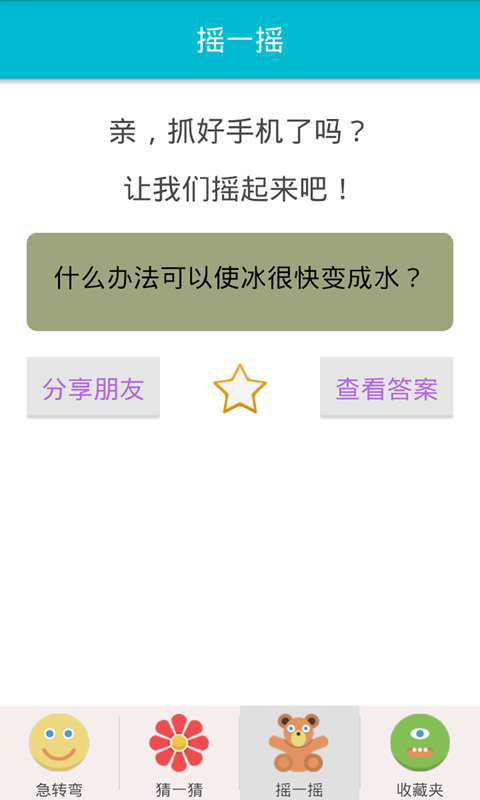 摇一摇
亲，抓好手机了吗？
让我们摇起来吧！
什么办法可以使冰很快变成水？
分享朋友
查看答案
急转弯
猜一猜
摇一摇
收藏夹